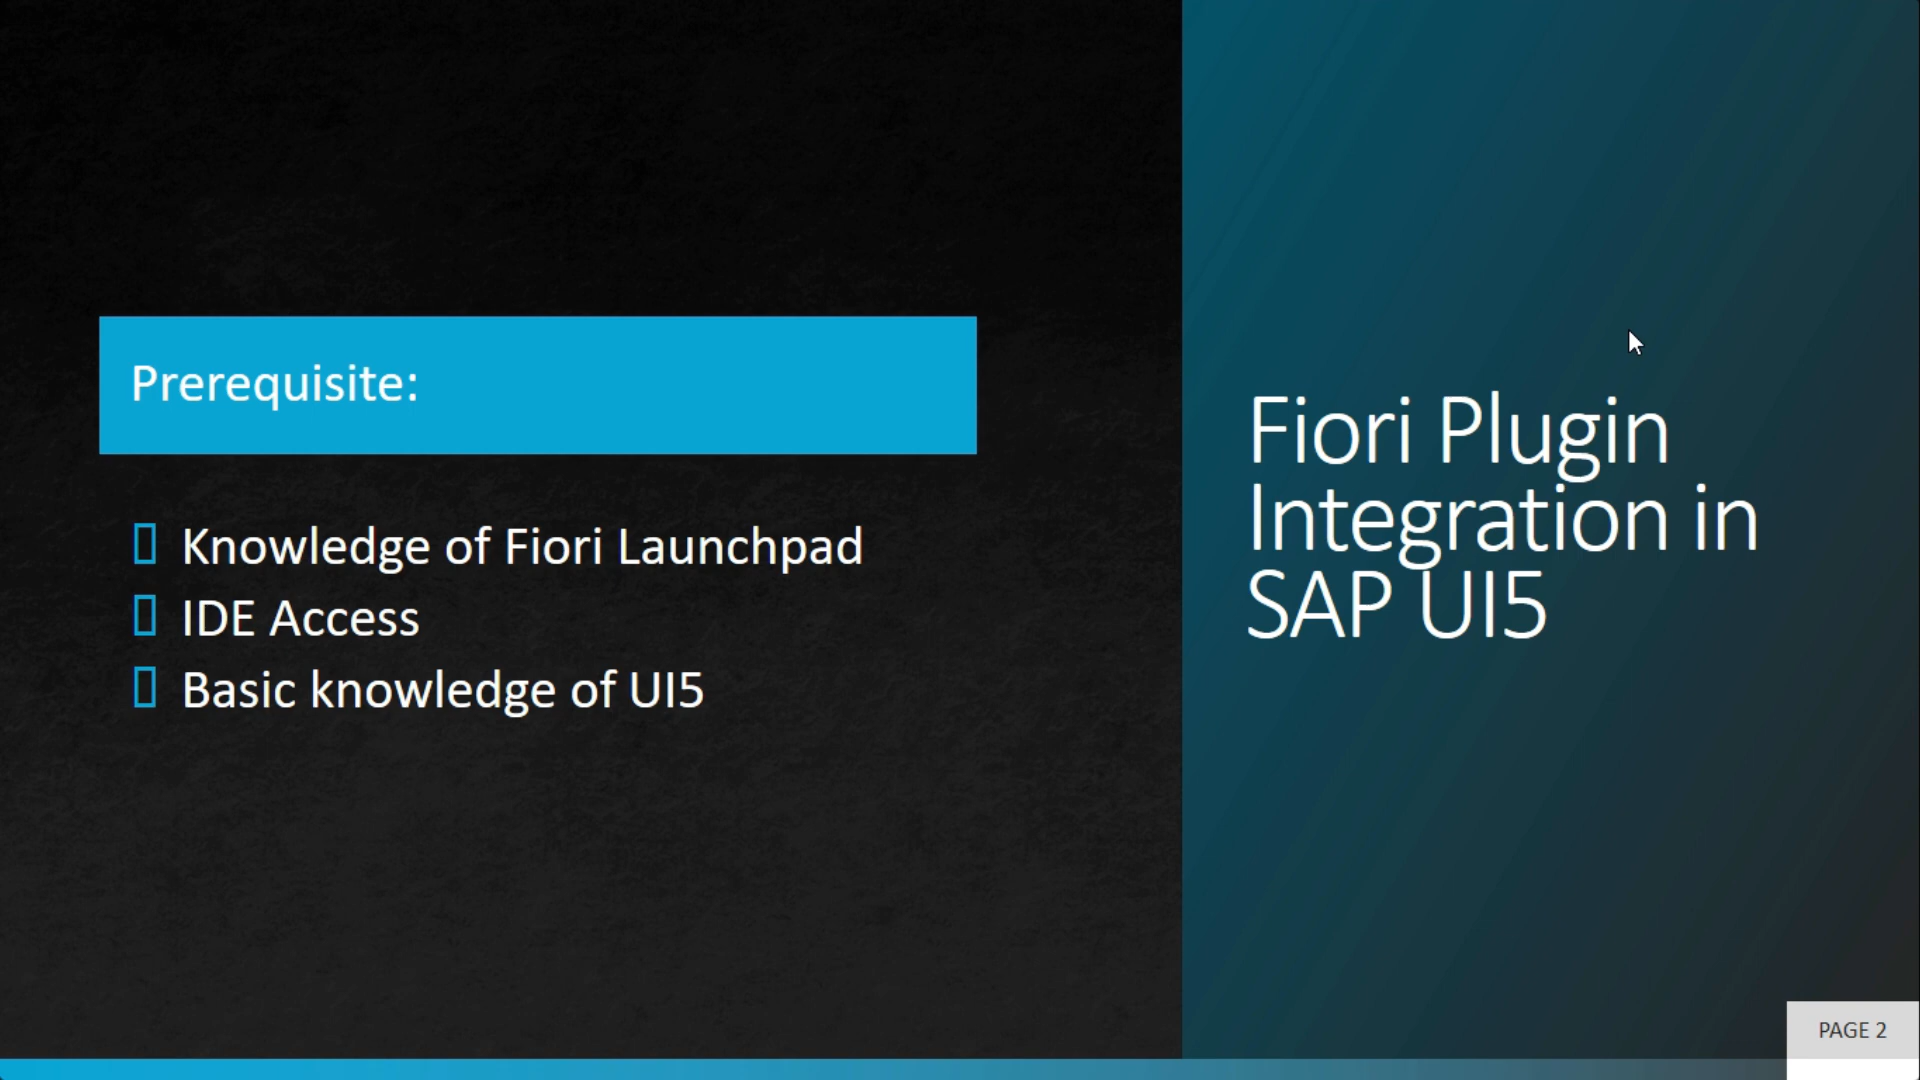 Prerequisite:
Knowledge of Fiori Launchpad
IDE Access
Basic knowledge of UI5
Fiori Plugin
Integration in
SAP UI5
PAGE 2